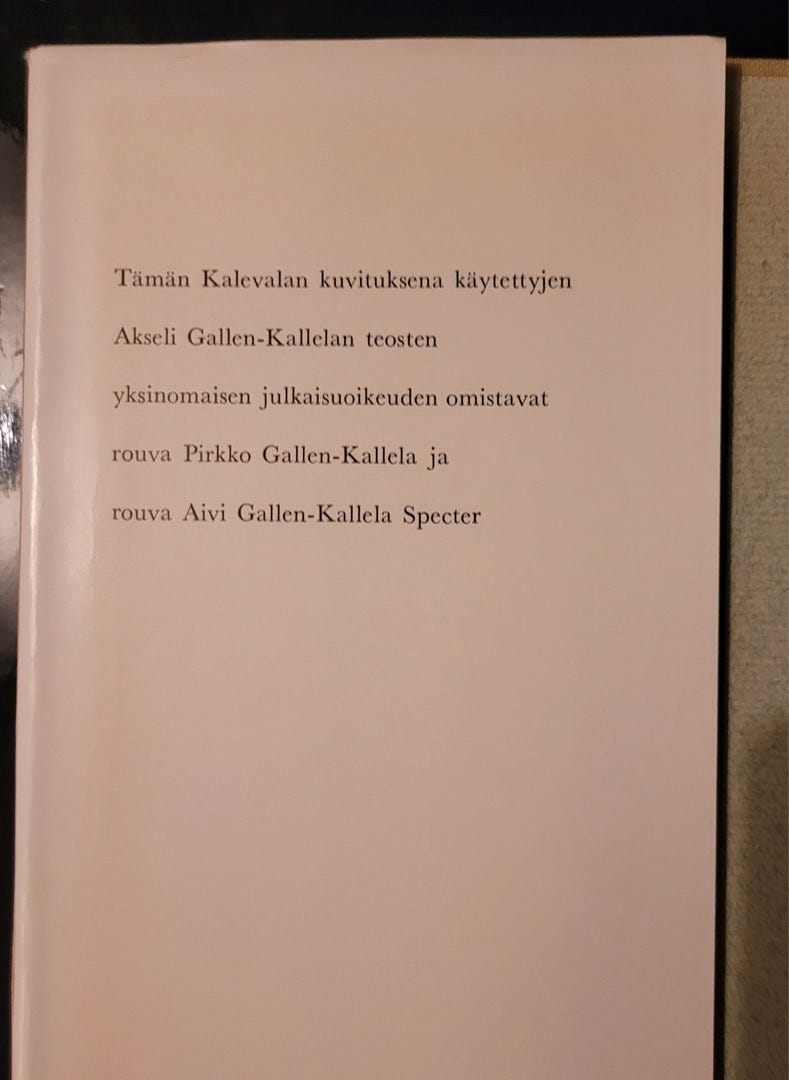 Tämän Kalevalan kuvituksena käytettyjen
Akseli Gallen-Kallelan teosten
yksinomaisen julkaisuoikeuden omistavat
rouva Pirkko Gallen-Kallela ja
rouva Aivi Gallen-Kallela Specter